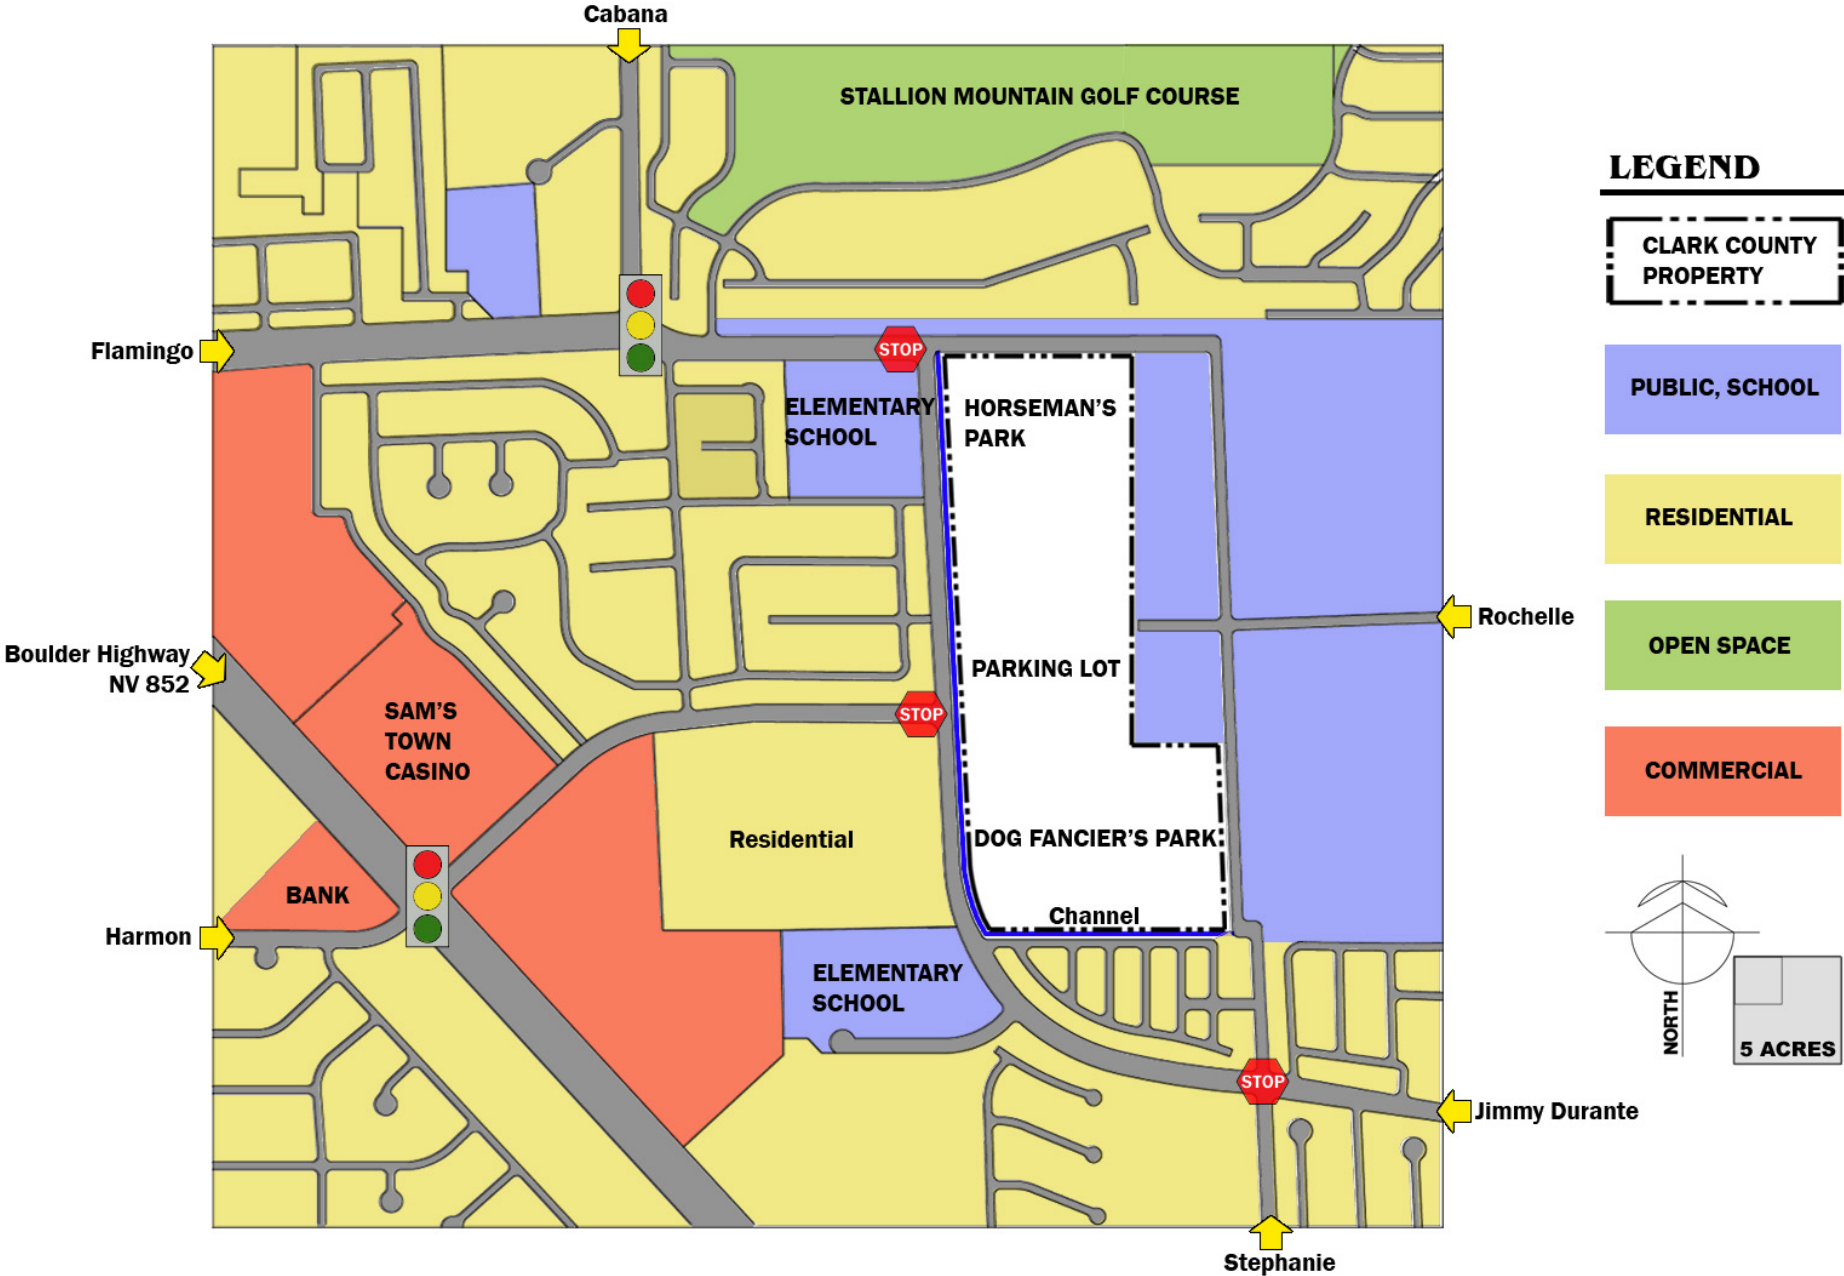 Cabana
STALLION MOUNTAIN GOLF COURSE
LEGEND
CLARK COUNTY
PROPERTY
Flamingo
STOP
PUBLIC, SCHOOL
ELEMENTARY
SCHOOL
HORSEMAN'S
PARK
RESIDENTIAL
Rochelle
OPEN SPACE
Boulder Highway
NV 852
PARKING LOT
SAM'S
TOWN
CASINO
STOP
COMMERCIAL
Residential
DOG FANCIER'S PARK
BANK
Channel
Harmon
ELEMENTARY
SCHOOL
NORTH
5 ACRES
STOP
Jimmy Durante
Stephanie